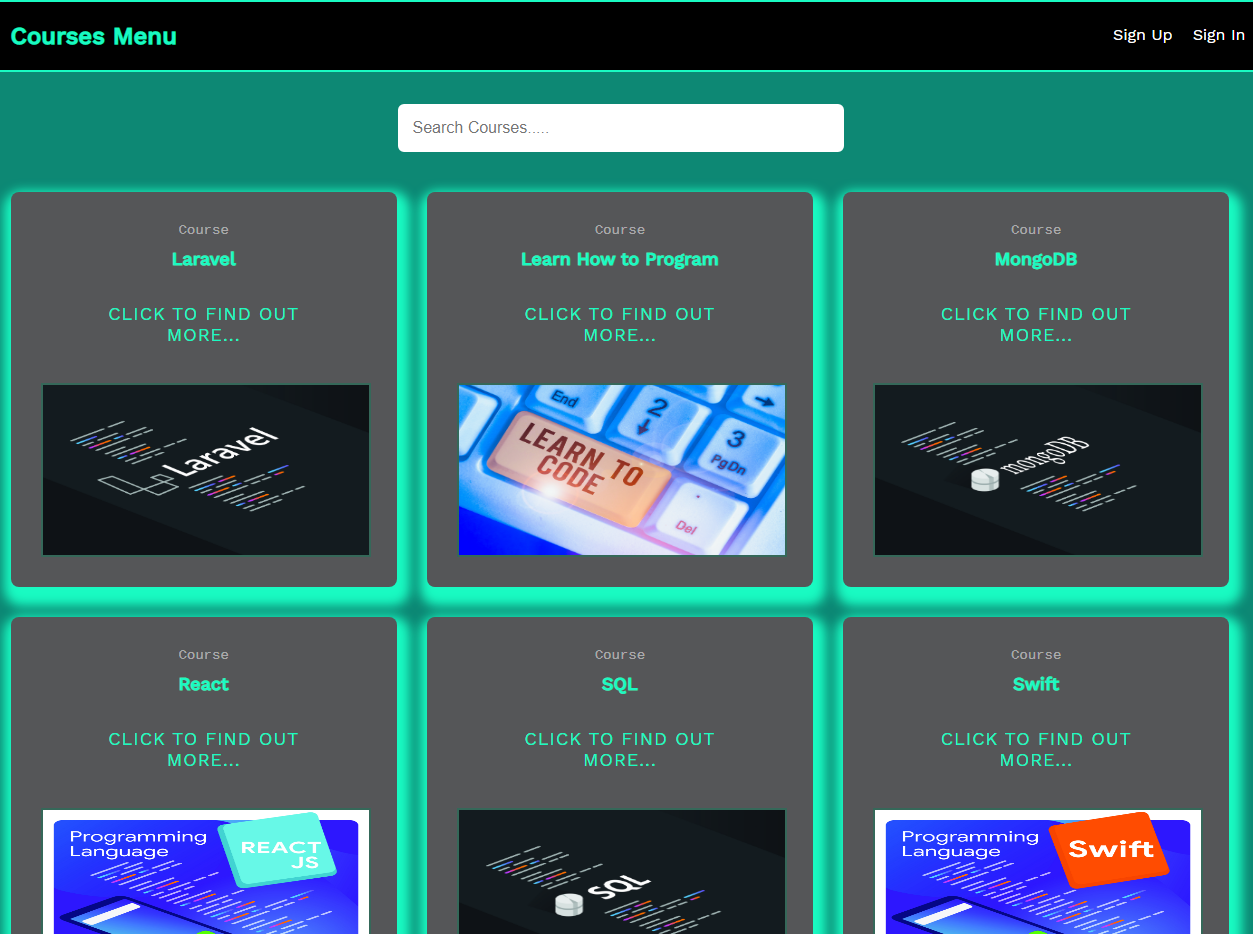 Courses Menu
Sign Up
Sign In
Search Courses.....
Course
Laravel
CLICK TO FIND OUT
MORE...
Laravel
Course
Learn How to Program
CLICK TO FIND OUT
MORE...
End
2
3
PgDn
LEARN TO
CODE
Del
Course
MongoDB
CLICK TO FIND OUT
MORE...
mongoDB
Course
React
CLICK TO FIND OUT
MORE...
Programming
Language
REACT
JS
Course
SQL
CLICK TO FIND OUT
MORE...
SQL
Course
Swift
CLICK TO FIND OUT
MORE...
Programming
Language
Swift